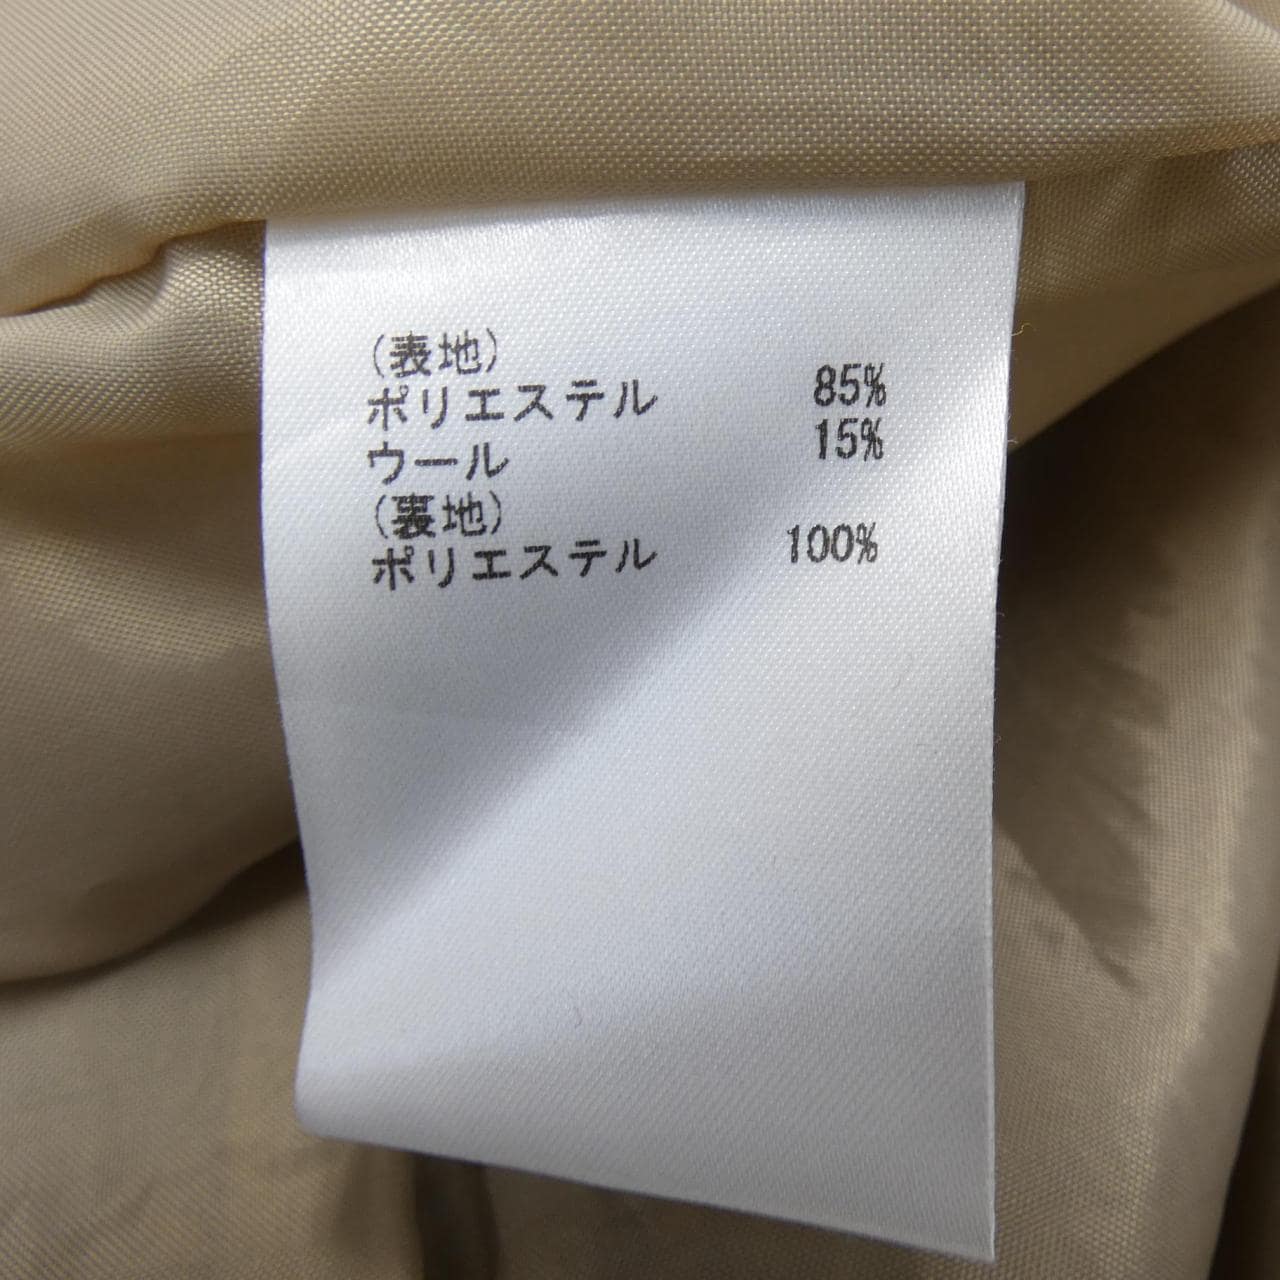 (表地)
ポリエステル 85%
ウール 15%
(裏地)
ポリエステル 100%